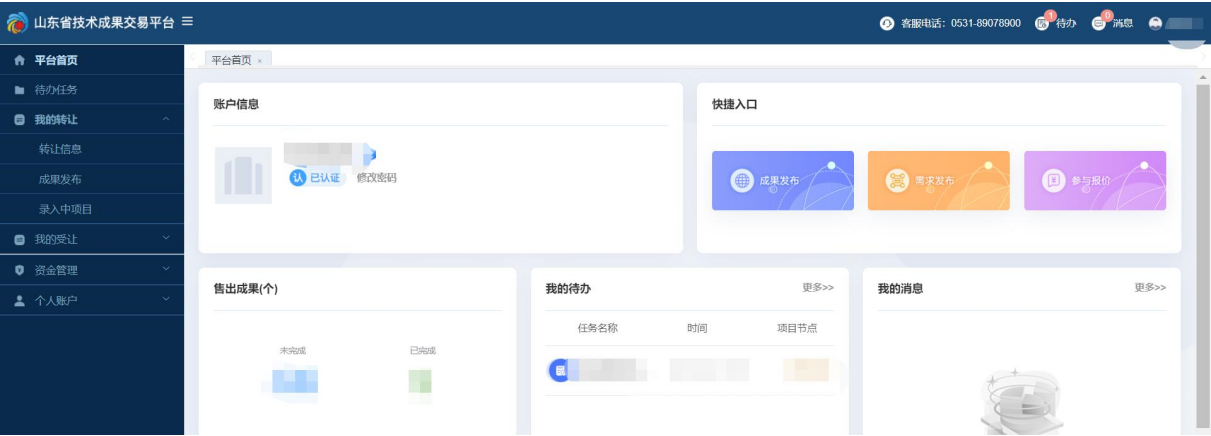 山东省技术成果交易平台
客服电话：0531-89078900
1
待办
0
消息
平台首页
待办任务
我的转让
转让信息
成果发布
录入中项目
我的受让
资金管理
个人账户
平台首页 ×
账户信息
认 已认证 修改密码
快捷入口
成果发布
需求发布
参与报价
售出成果(个)
未完成 已完成
我的待办 更多>>
任务名称 时间 项目节点
我的消息 更多>>